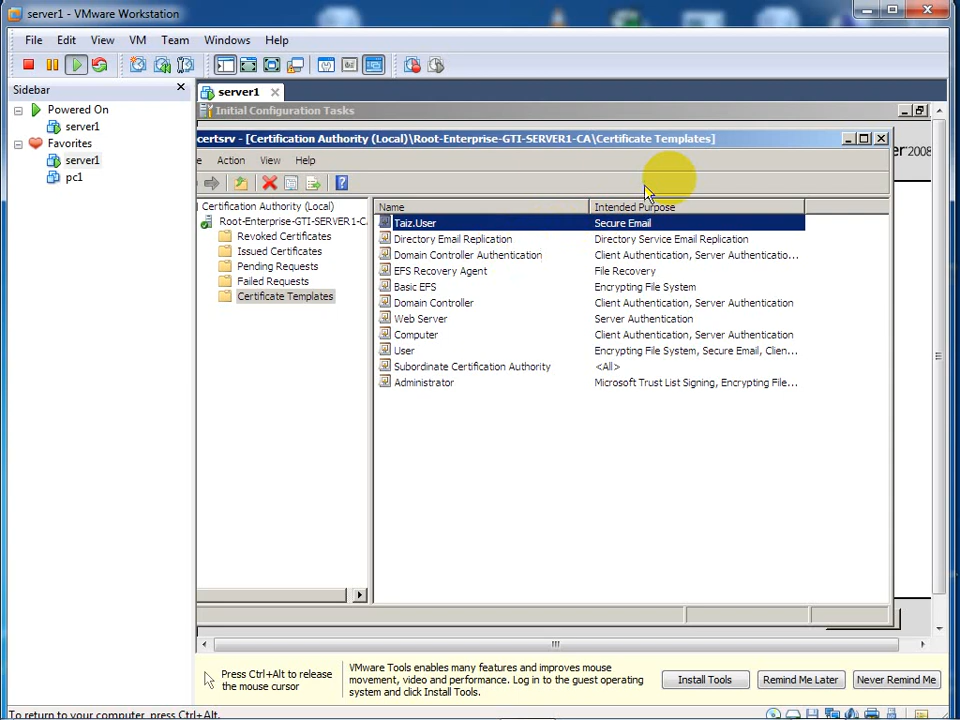 server1 - VMware Workstation
File Edit View VM Team Windows Help
Sidebar
Powered On
server1
Favorites
server1
pc1
server1
Initial Configuration Tasks
er2008
certsrv - [Certification Authority (Local)\Root-Enterprise-GTI-SERVER1-CA\Certificate Templates]
e Action View Help
Certification Authority (Local)
Root-Enterprise-GTI-SERVER1-C
Revoked Certificates
Issued Certificates
Pending Requests
Failed Requests
Certificate Templates
Name Intended Purpose
Taiz.User Secure Email
Directory Email Replication Directory Service Email Replication
Domain Controller Authentication Client Authentication, Server Authenticatio...
EFS Recovery Agent File Recovery
Basic EFS Encrypting File System
Domain Controller Client Authentication, Server Authentication
Web Server Server Authentication
Computer Client Authentication, Server Authentication
User Encrypting File System, Secure Email, Clien...
Subordinate Certification Authority <All>
Administrator Microsoft Trust List Signing, Encrypting File...
Press Ctrl+Alt to release
the mouse cursor
VMware Tools enables many features and improves mouse
movement, video and performance. Log in to the guest operating
system and click Install Tools.
Install Tools
Remind Me Later
Never Remind Me
To return to your computer, press Ctrl+Alt.